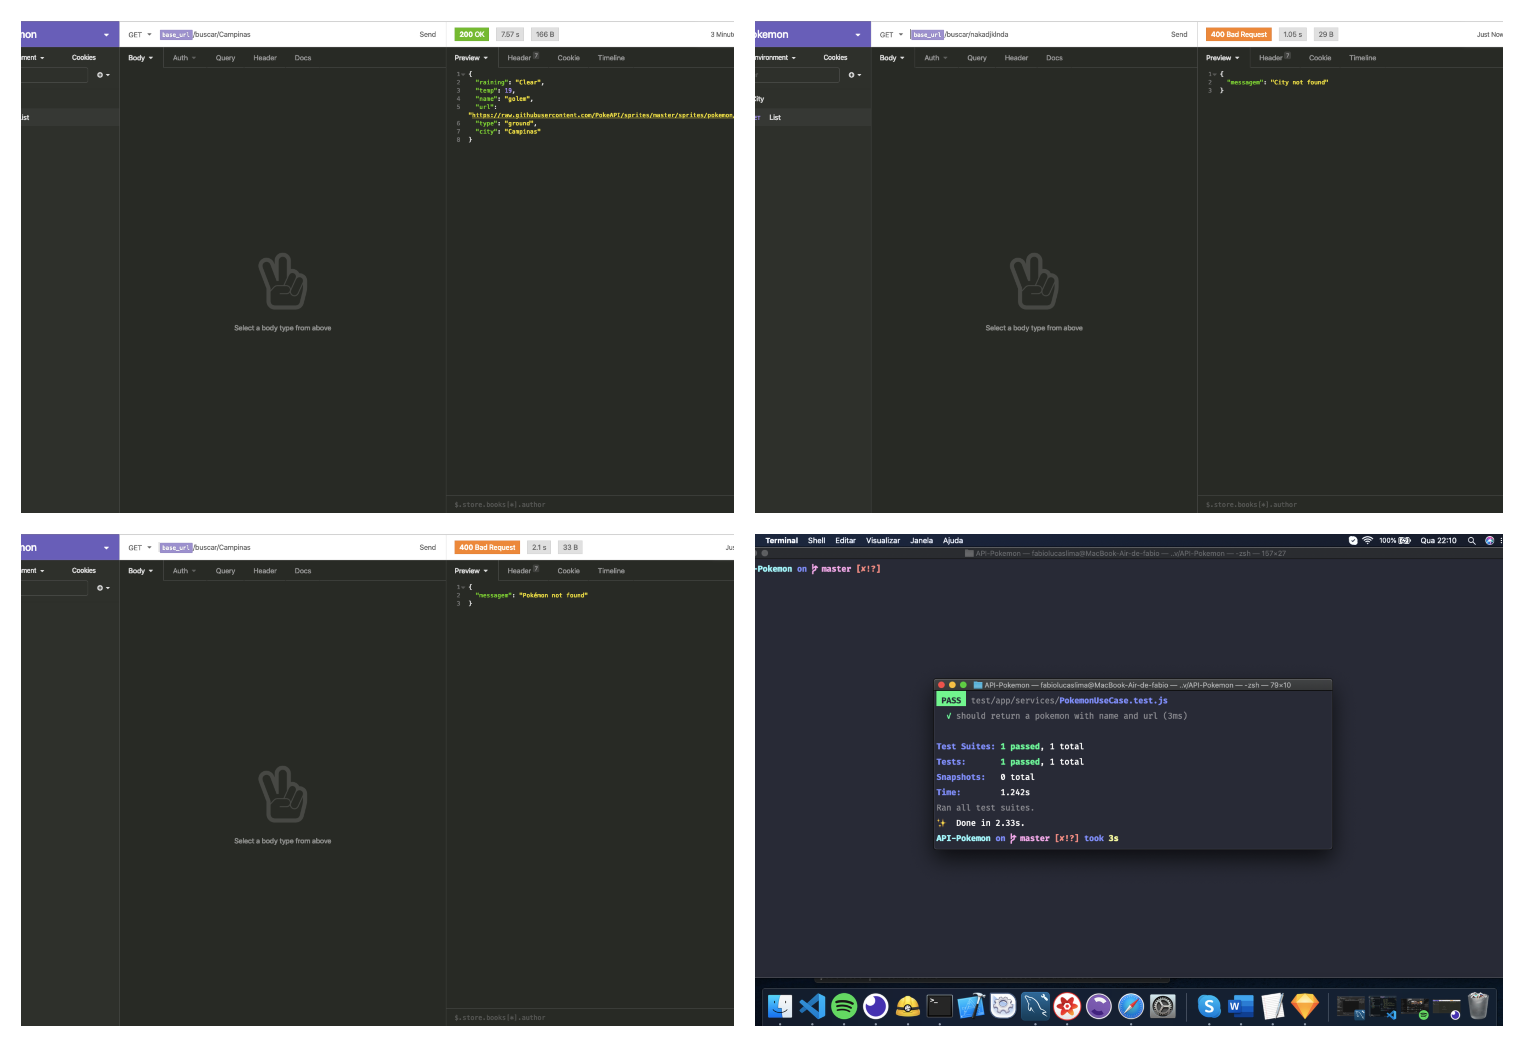 non
GET base_url /buscar/Campinas Send
200 OK 7.57 s 166 B 3 Minut
ment Cookies
Body Auth Query Header Docs
Preview Header 7 Cookie Timeline
1 {
2 "raining": "Clear",
3 "temp": 19,
4 "name": "golem",
5 "url":
"https://raw.githubusercontent.com/PokeAPI/sprites/master/sprites/pokemon/
6 "type": "ground",
7 "city": "Campinas"
8 }
List
Select a body type from above
$.store.books[*].author
okemon
GET base_url /buscar/nakadjklnda Send
400 Bad Request 1.05 s 29 B Just Now
nvironment Cookies
Body Auth Query Header Docs
Preview Header 7 Cookie Timeline
1 {
2 "messagem": "City not found"
3 }
City
ET List
Select a body type from above
$.store.books[*].author
non
GET base_url /buscar/Campinas Send
400 Bad Request 2.1 s 33 B Jus
ment Cookies
Body Auth Query Header Docs
Preview Header 7 Cookie Timeline
1 {
2 "messagem": "Pokémon not found"
3 }
Select a body type from above
$.store.books[*].author
Terminal Shell Editar Visualizar Janela Ajuda 100% Qua 22:10
API-Pokemon — fabiolucaslima@MacBook-Air-de-fabio — ..v/API-Pokemon — -zsh — 157×27
-Pokemon on master [✘!?]
API-Pokemon — fabiolucaslima@MacBook-Air-de-fabio — ..v/API-Pokemon — -zsh — 79×10
PASS test/app/services/PokemonUseCase.test.js
√ should return a pokemon with name and url (3ms)
Test Suites: 1 passed, 1 total
Tests: 1 passed, 1 total
Snapshots: 0 total
Time: 1.242s
Ran all test suites.
✨ Done in 2.33s.
API-Pokemon on master [✘!?] took 3s